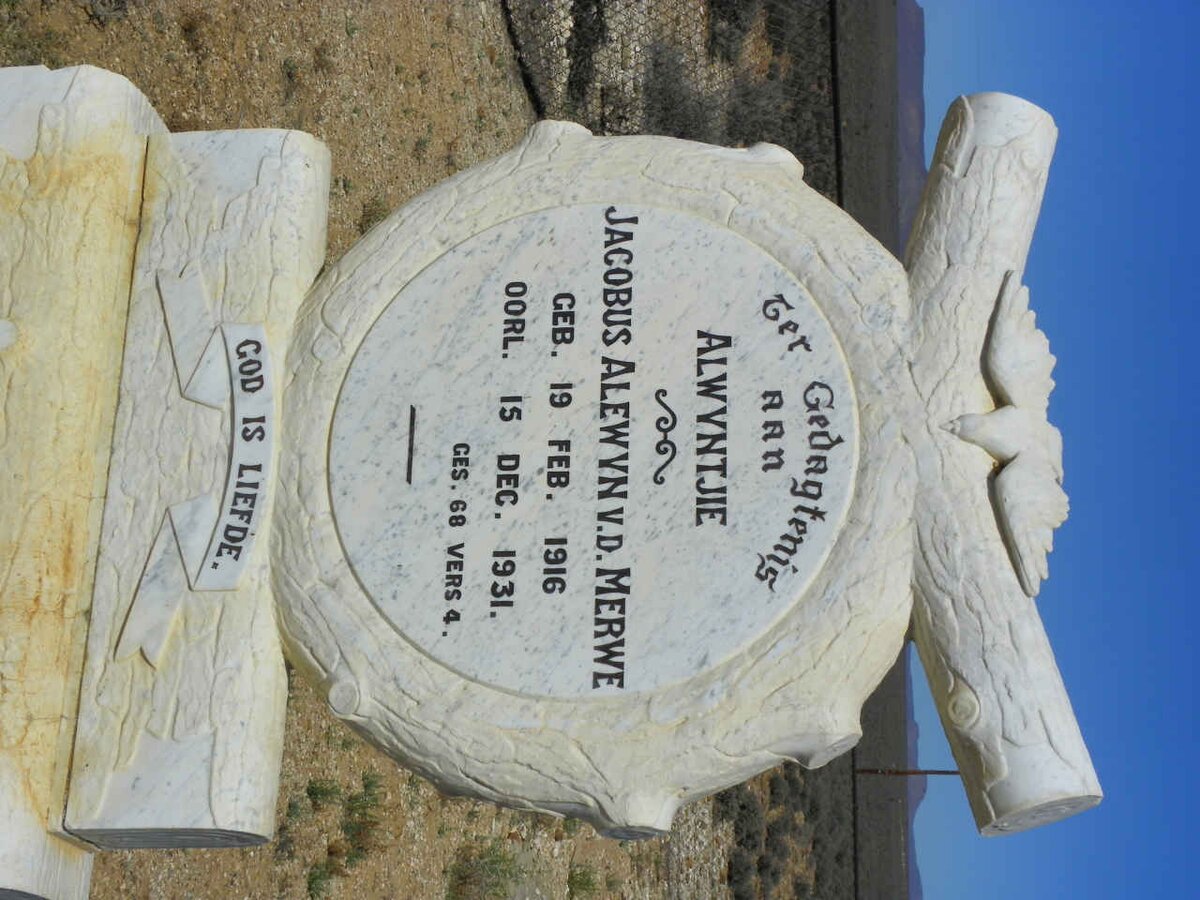 Ter Gedagtenis
aan
ALWYNTJIE
JACOBUS ALEWYN V.D. MERWE
GEB. 19 FEB. 1916
OORL. 15 DEC. 1931.
GES. 68 VERS 4.
GOD IS LIEFDE.